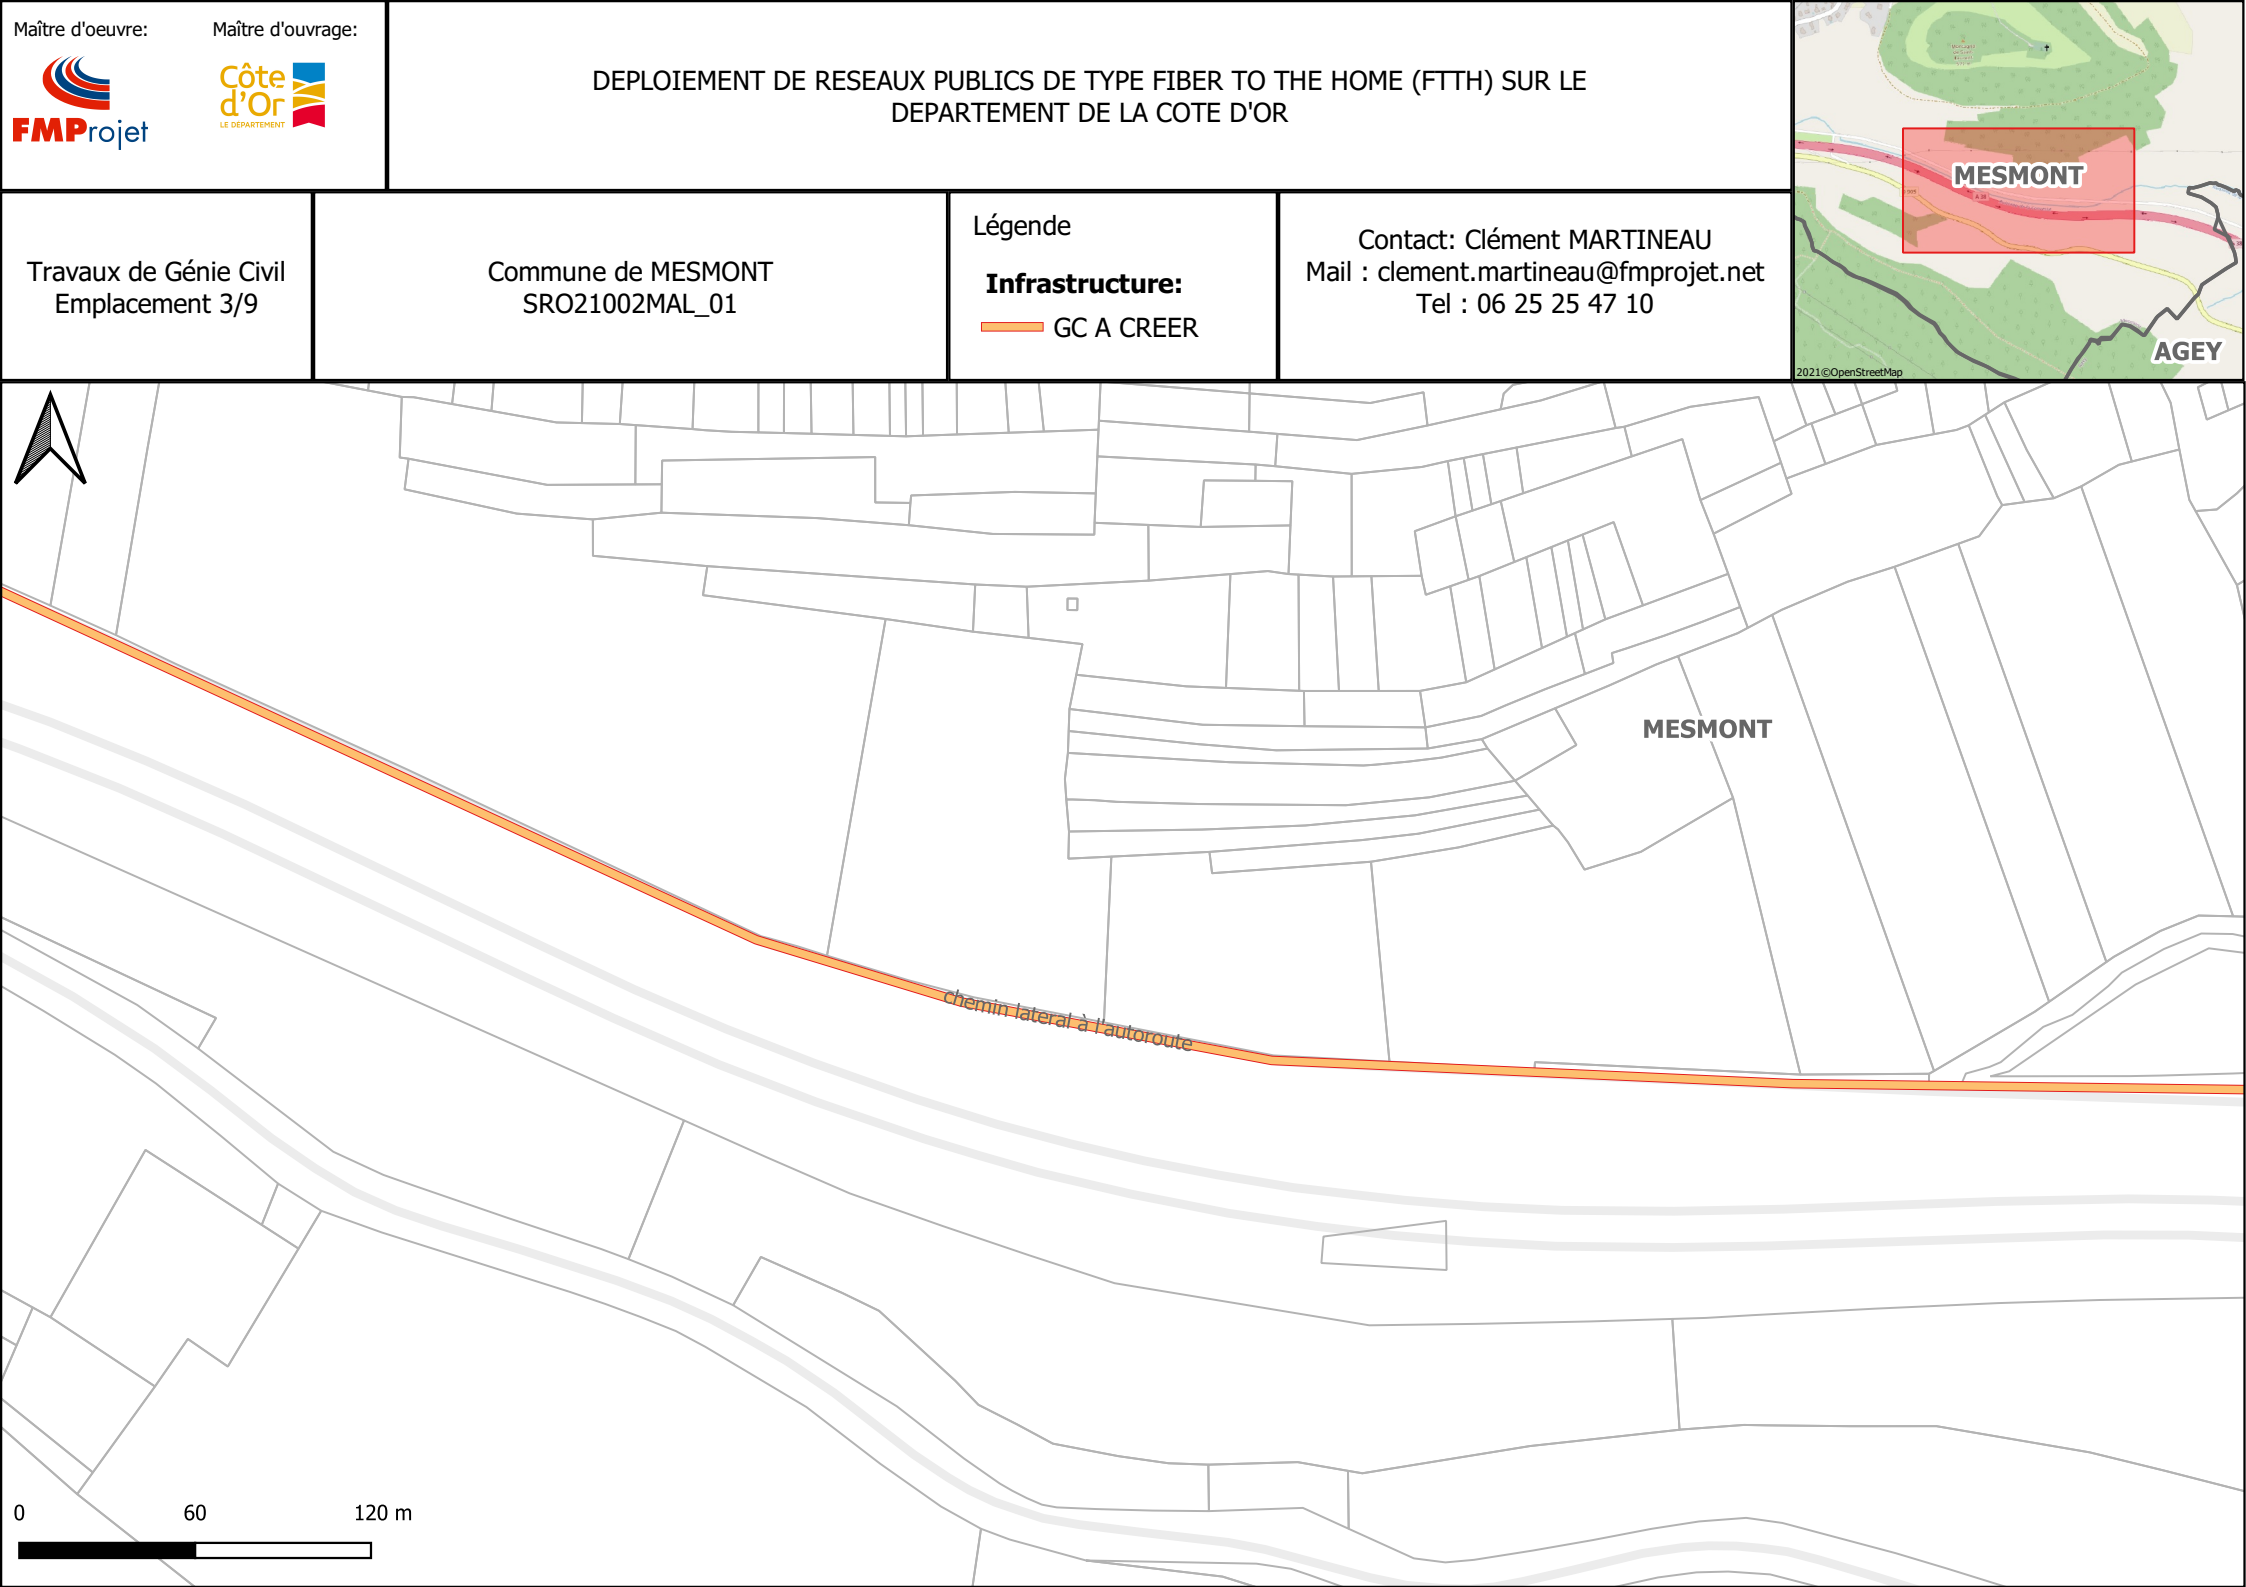 Maître d'oeuvre:
Maître d'ouvrage:
FMProjet
Côte
d'Or
LE DÉPARTEMENT
DEPLOIEMENT DE RESEAUX PUBLICS DE TYPE FIBER TO THE HOME (FTTH) SUR LE
DEPARTEMENT DE LA COTE D'OR
Travaux de Génie Civil
Emplacement 3/9
Commune de MESMONT
SRO21002MAL_01
Légende
Infrastructure:
GC A CREER
Contact: Clément MARTINEAU
Mail : clement.martineau@fmprojet.net
Tel : 06 25 25 47 10
MESMONT
A 38
AGEY
2021©OpenStreetMap
MESMONT
chemin lateral à l'autoroute
0
60
120 m